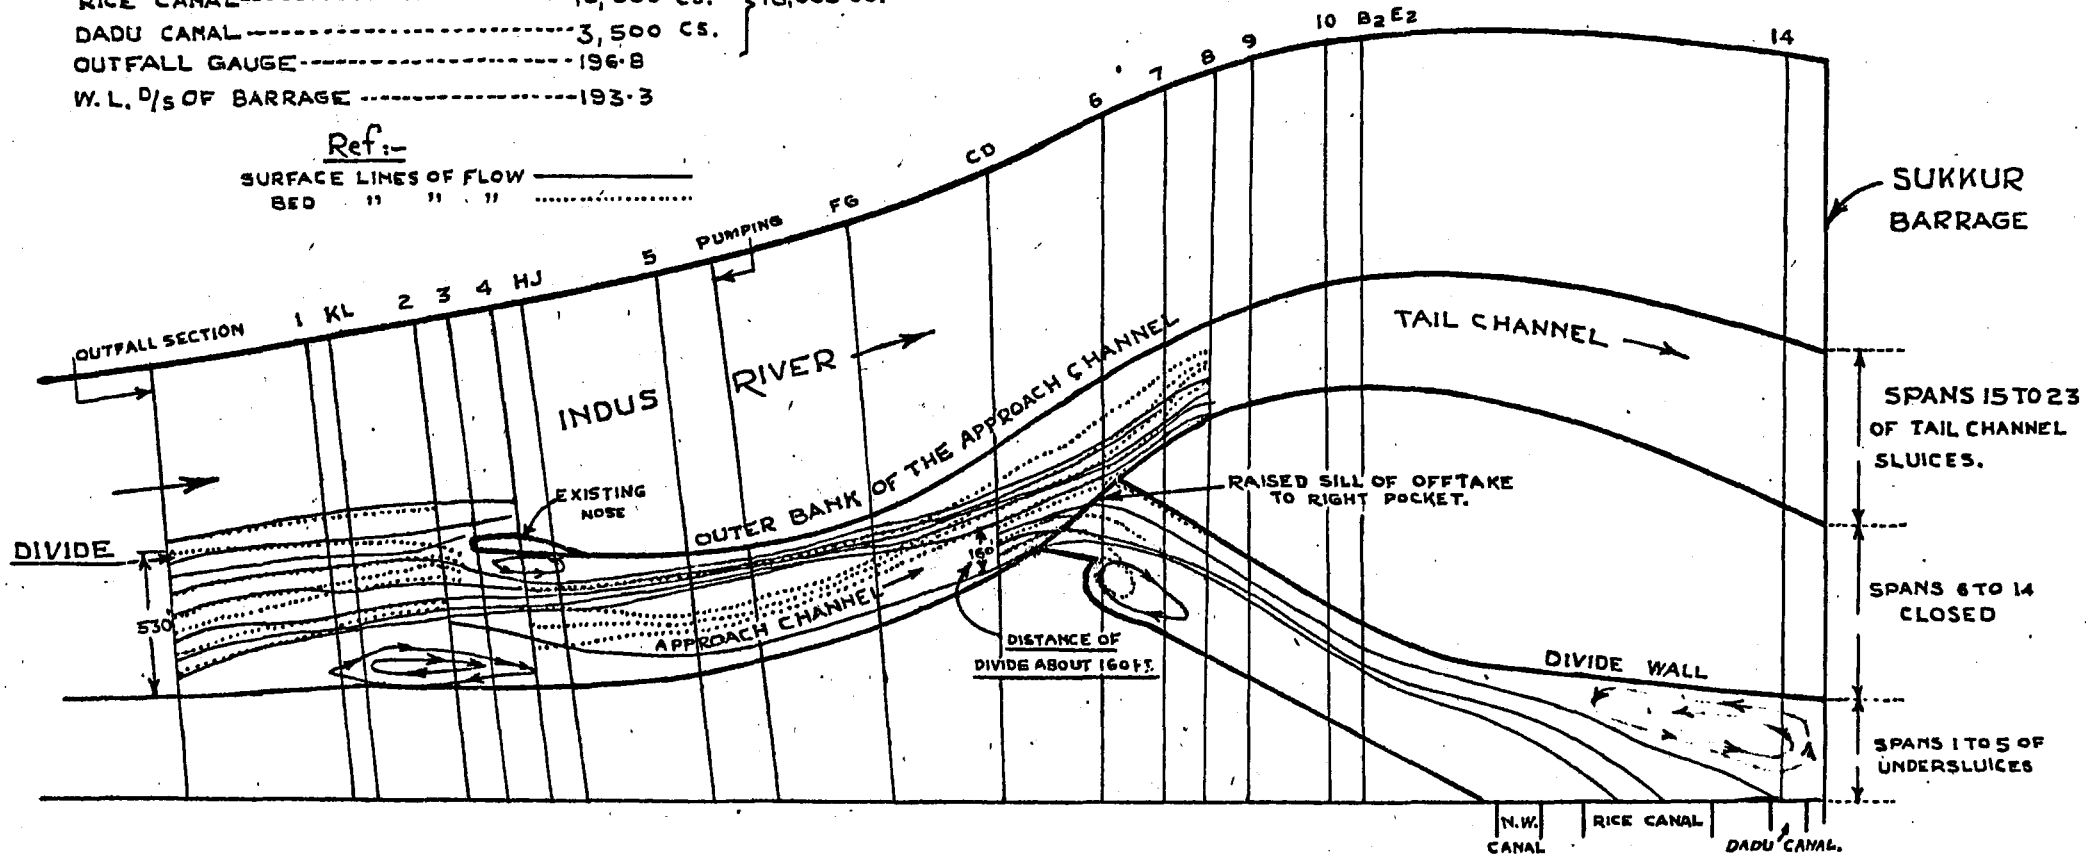 RICE CANAL
DADU CANAL ---------- 3,500 CS.
OUTFALL GAUGE ---------- 196.8
W. L. D/S OF BARRAGE ---------- 193.3
Ref:-
SURFACE LINES OF FLOW
BED " " "
OUTFALL SECTION
1
KL
2
3
4
HJ
5
PUMPING
FG
CD
6
7
8
9
10
B2E2
14
SUKKUR
BARRAGE
INDUS RIVER
TAIL CHANNEL
OUTER BANK OF THE APPROACH CHANNEL
EXISTING
NOSE
DIVIDE
530'
160'
APPROACH CHANNEL
RAISED SILL OF OFFTAKE
TO RIGHT POCKET.
DISTANCE OF
DIVIDE ABOUT 160 FT.
DIVIDE WALL
SPANS 15 TO 23
OF TAIL CHANNEL
SLUICES.
SPANS 6 TO 14
CLOSED
SPANS 1 TO 5 OF
UNDERSLUICES
N.W.
CANAL
RICE CANAL
DADU CANAL.